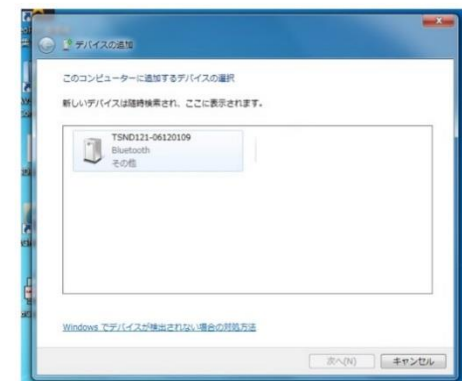 デバイスの追加
このコンピューターに追加するデバイスの選択
新しいデバイスは随時検索され、ここに表示されます。
TSND121-06120109
Bluetooth
その他
Windows でデバイスが検出されない場合の対処方法
次へ(N)
キャンセル